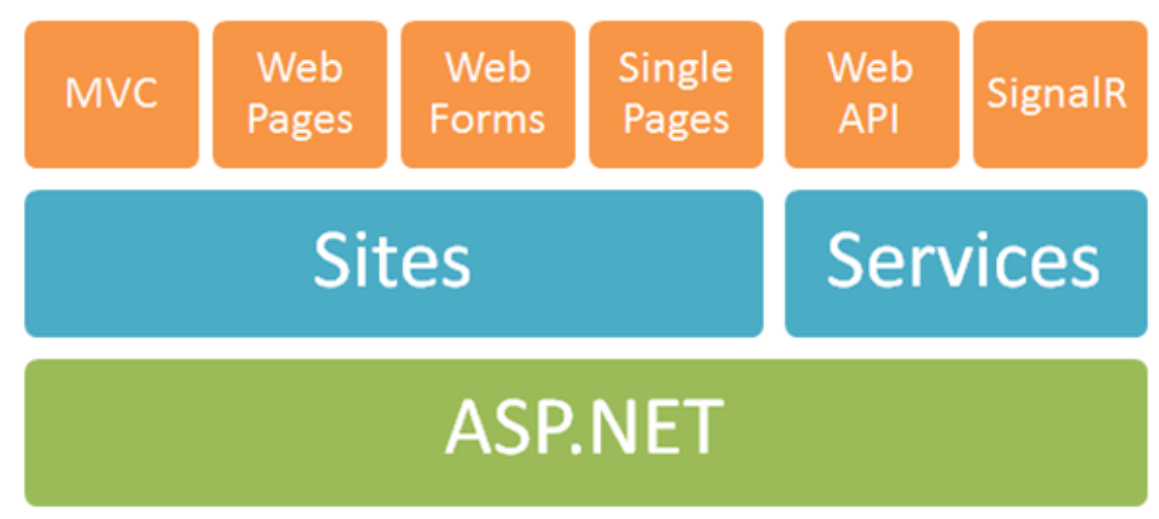 MVC
Web
Pages
Web
Forms
Single
Pages
Web
API
SignalR
Sites
Services
ASP.NET